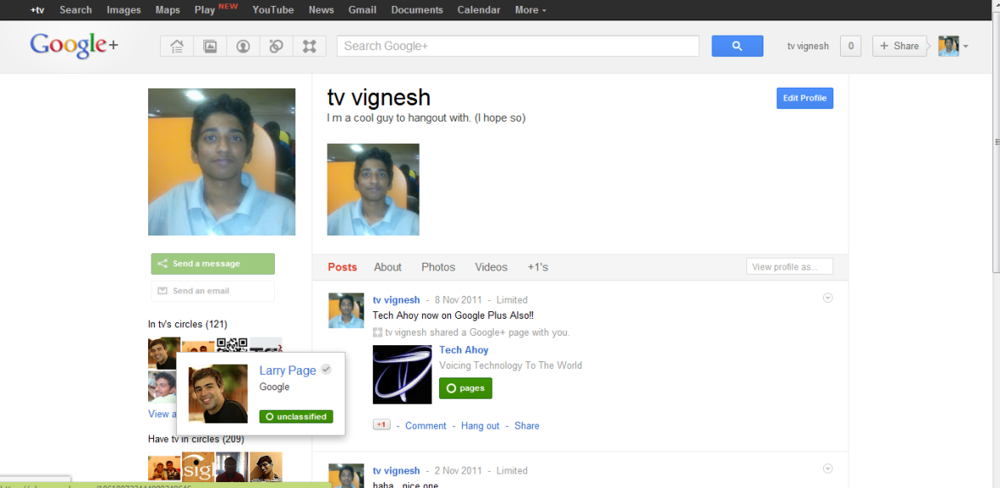 +tv Search Images Maps Play NEW YouTube News Gmail Documents Calendar More
Google+
Search Google+
tv vignesh
0
+ Share
tv vignesh
I m a cool guy to hangout with. (I hope so)
Edit Profile
Send a message
Send an email
In tv's circles (121)
Larry Page
Google
unclassified
View a
Have tv in circles (209)
sigl
Posts About Photos Videos +1's
View profile as...
tv vignesh - 8 Nov 2011 - Limited
Tech Ahoy now on Google Plus Also!!
tv vignesh shared a Google+ page with you.
Tech Ahoy
Voicing Technology To The World
pages
+1 - Comment - Hang out - Share
tv vignesh - 2 Nov 2011 - Limited
haha.. nice one